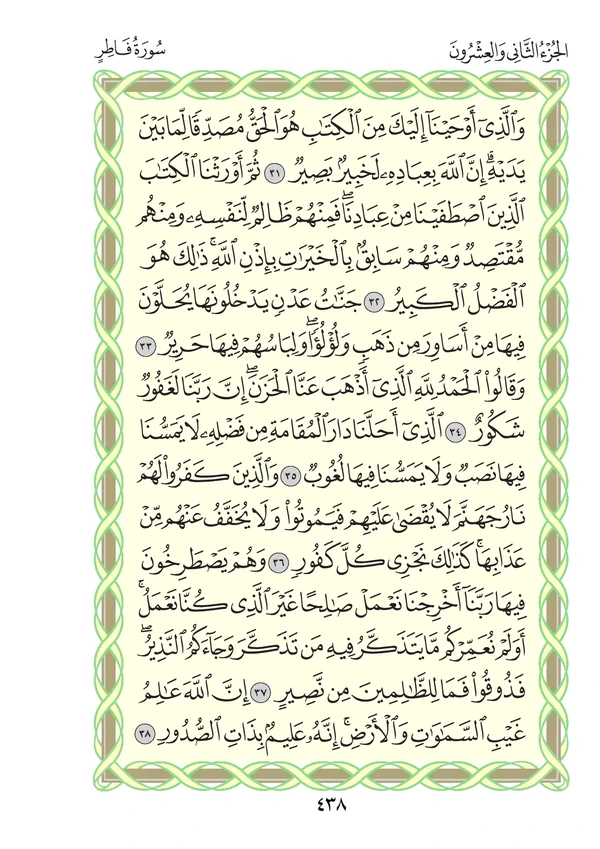 الجُزْءُ الثَّانِي وَالعِشْرُونَ
سُورَةُ فَاطِرٍ
وَٱلَّذِىٓ أَوْحَيْنَآ إِلَيْكَ مِنَ ٱلْكِتَٰبِ هُوَ ٱلْحَقُّ مُصَدِّقًا لِّمَا بَيْنَ
يَدَيْهِۗ إِنَّ ٱللَّهَ بِعِبَادِهِۦ لَخَبِيرٌۢ بَصِيرٌ ٣١ ثُمَّ أَوْرَثْنَا ٱلْكِتَٰبَ
ٱلَّذِينَ ٱصْطَفَيْنَا مِنْ عِبَادِنَاۖ فَمِنْهُمْ ظَالِمٌ لِّنَفْسِهِۦ وَمِنْهُم
مُّقْتَصِدٌ وَمِنْهُمْ سَابِقٌۢ بِٱلْخَيْرَٰتِ بِإِذْنِ ٱللَّهِۚ ذَٰلِكَ هُوَ
ٱلْفَضْلُ ٱلْكَبِيرُ ٣٢ جَنَّٰتُ عَدْنٍ يَدْخُلُونَهَا يُحَلَّوْنَ
فِيهَا مِنْ أَسَاوِرَ مِن ذَهَبٍ وَلُؤْلُؤًاۖ وَلِبَاسُهُمْ فِيهَا حَرِيرٌ ٣٣
وَقَالُوا۟ ٱلْحَمْدُ لِلَّهِ ٱلَّذِىٓ أَذْهَبَ عَنَّا ٱلْحَزَنَۖ إِنَّ رَبَّنَا لَغَفُورٌ
شَكُورٌ ٣٤ ٱلَّذِىٓ أَحَلَّنَا دَارَ ٱلْمُقَامَةِ مِن فَضْلِهِۦ لَا يَمَسُّنَا
فِيهَا نَصَبٌ وَلَا يَمَسُّنَا فِيهَا لُغُوبٌ ٣٥ وَٱلَّذِينَ كَفَرُوا۟ لَهُمْ
نَارُ جَهَنَّمَ لَا يُقْضَىٰ عَلَيْهِمْ فَيَمُوتُوا۟ وَلَا يُخَفَّفُ عَنْهُم مِّنْ
عَذَابِهَاۚ كَذَٰلِكَ نَجْزِى كُلَّ كَفُورٍ ٣٦ وَهُمْ يَصْطَرِخُونَ
فِيهَا رَبَّنَآ أَخْرِجْنَا نَعْمَلْ صَٰلِحًا غَيْرَ ٱلَّذِى كُنَّا نَعْمَلُۚ
أَوَلَمْ نُعَمِّرْكُم مَّا يَتَذَكَّرُ فِيهِ مَن تَذَكَّرَ وَجَآءَكُمُ ٱلنَّذِيرُۖ
فَذُوقُوا۟ فَمَا لِلظَّٰلِمِينَ مِن نَّصِيرٍ ٣٧ إِنَّ ٱللَّهَ عَٰلِمُ
غَيْبِ ٱلسَّمَٰوَٰتِ وَٱلْأَرْضِۚ إِنَّهُۥ عَلِيمٌۢ بِذَاتِ ٱلصُّدُورِ ٣٨
٤٣٨